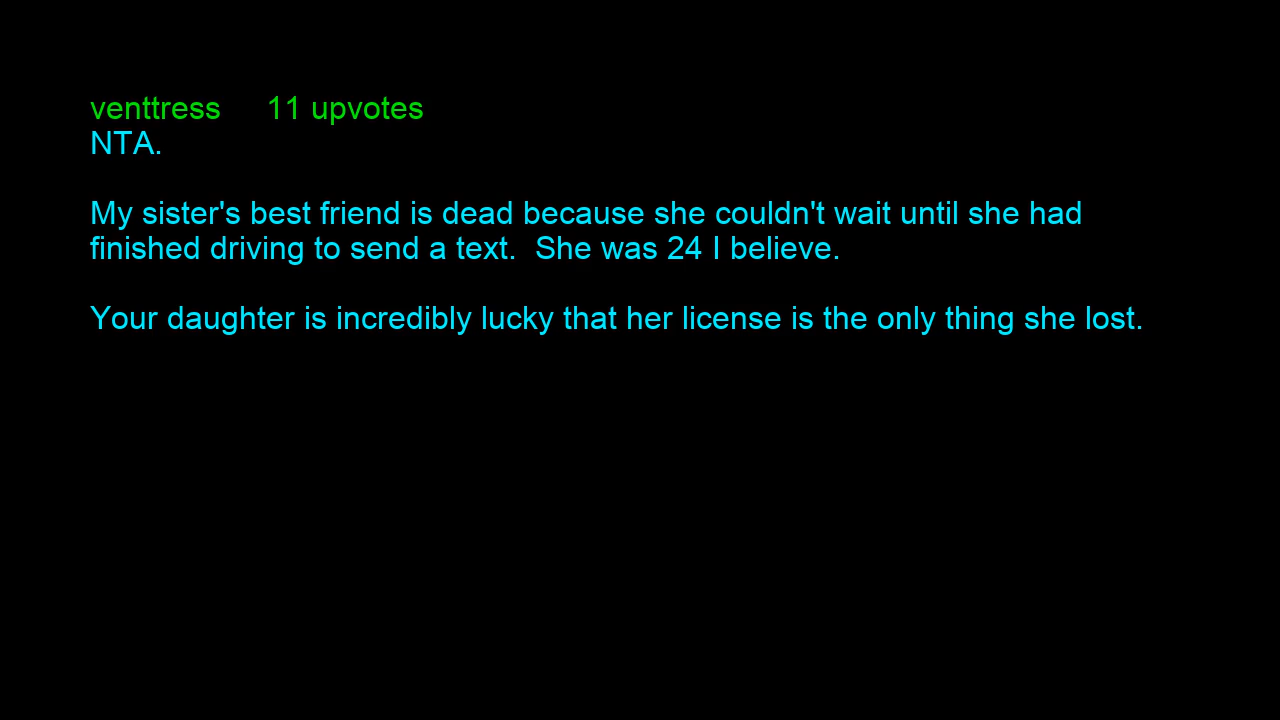 venttress 11 upvotes
NTA.
My sister's best friend is dead because she couldn't wait until she had
finished driving to send a text.  She was 24 I believe.
Your daughter is incredibly lucky that her license is the only thing she lost.